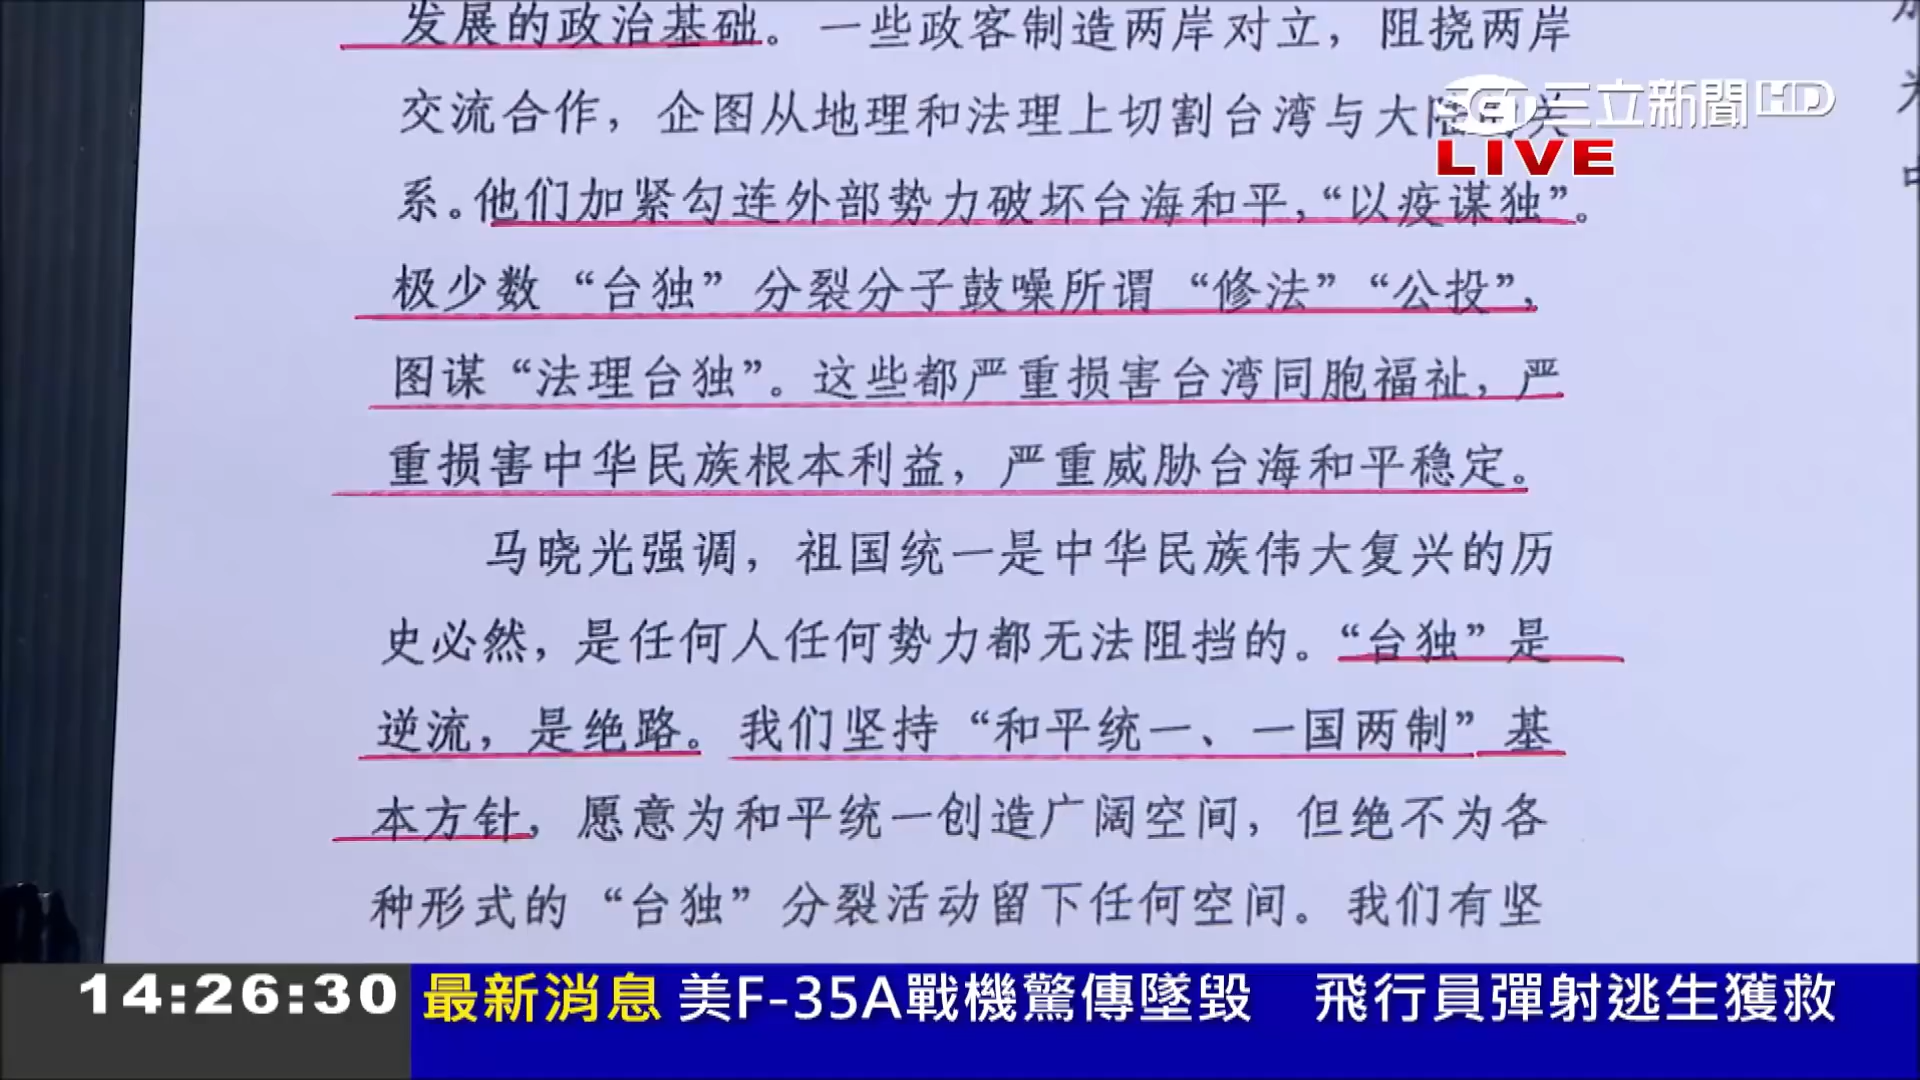 发展的政治基础。一些政客制造两岸对立，阻挠两岸
交流合作，企图从地理和法理上切割台湾与大陆的关
系。他们加紧勾连外部势力破坏台海和平，“以疫谋独”。
极少数“台独”分裂分子鼓噪所谓“修法”“公投”，
图谋“法理台独”。这些都严重损害台湾同胞福祉，严
重损害中华民族根本利益，严重威胁台海和平稳定。
马晓光强调，祖国统一是中华民族伟大复兴的历
史必然，是任何人任何势力都无法阻挡的。“台独”是
逆流，是绝路。我们坚持“和平统一、一国两制”基
本方针，愿意为和平统一创造广阔空间，但绝不为各
种形式的“台独”分裂活动留下任何空间。我们有坚
三立新聞HD
LIVE
14:26:30 最新消息 美F-35A戰機驚傳墜毀 飛行員彈射逃生獲救